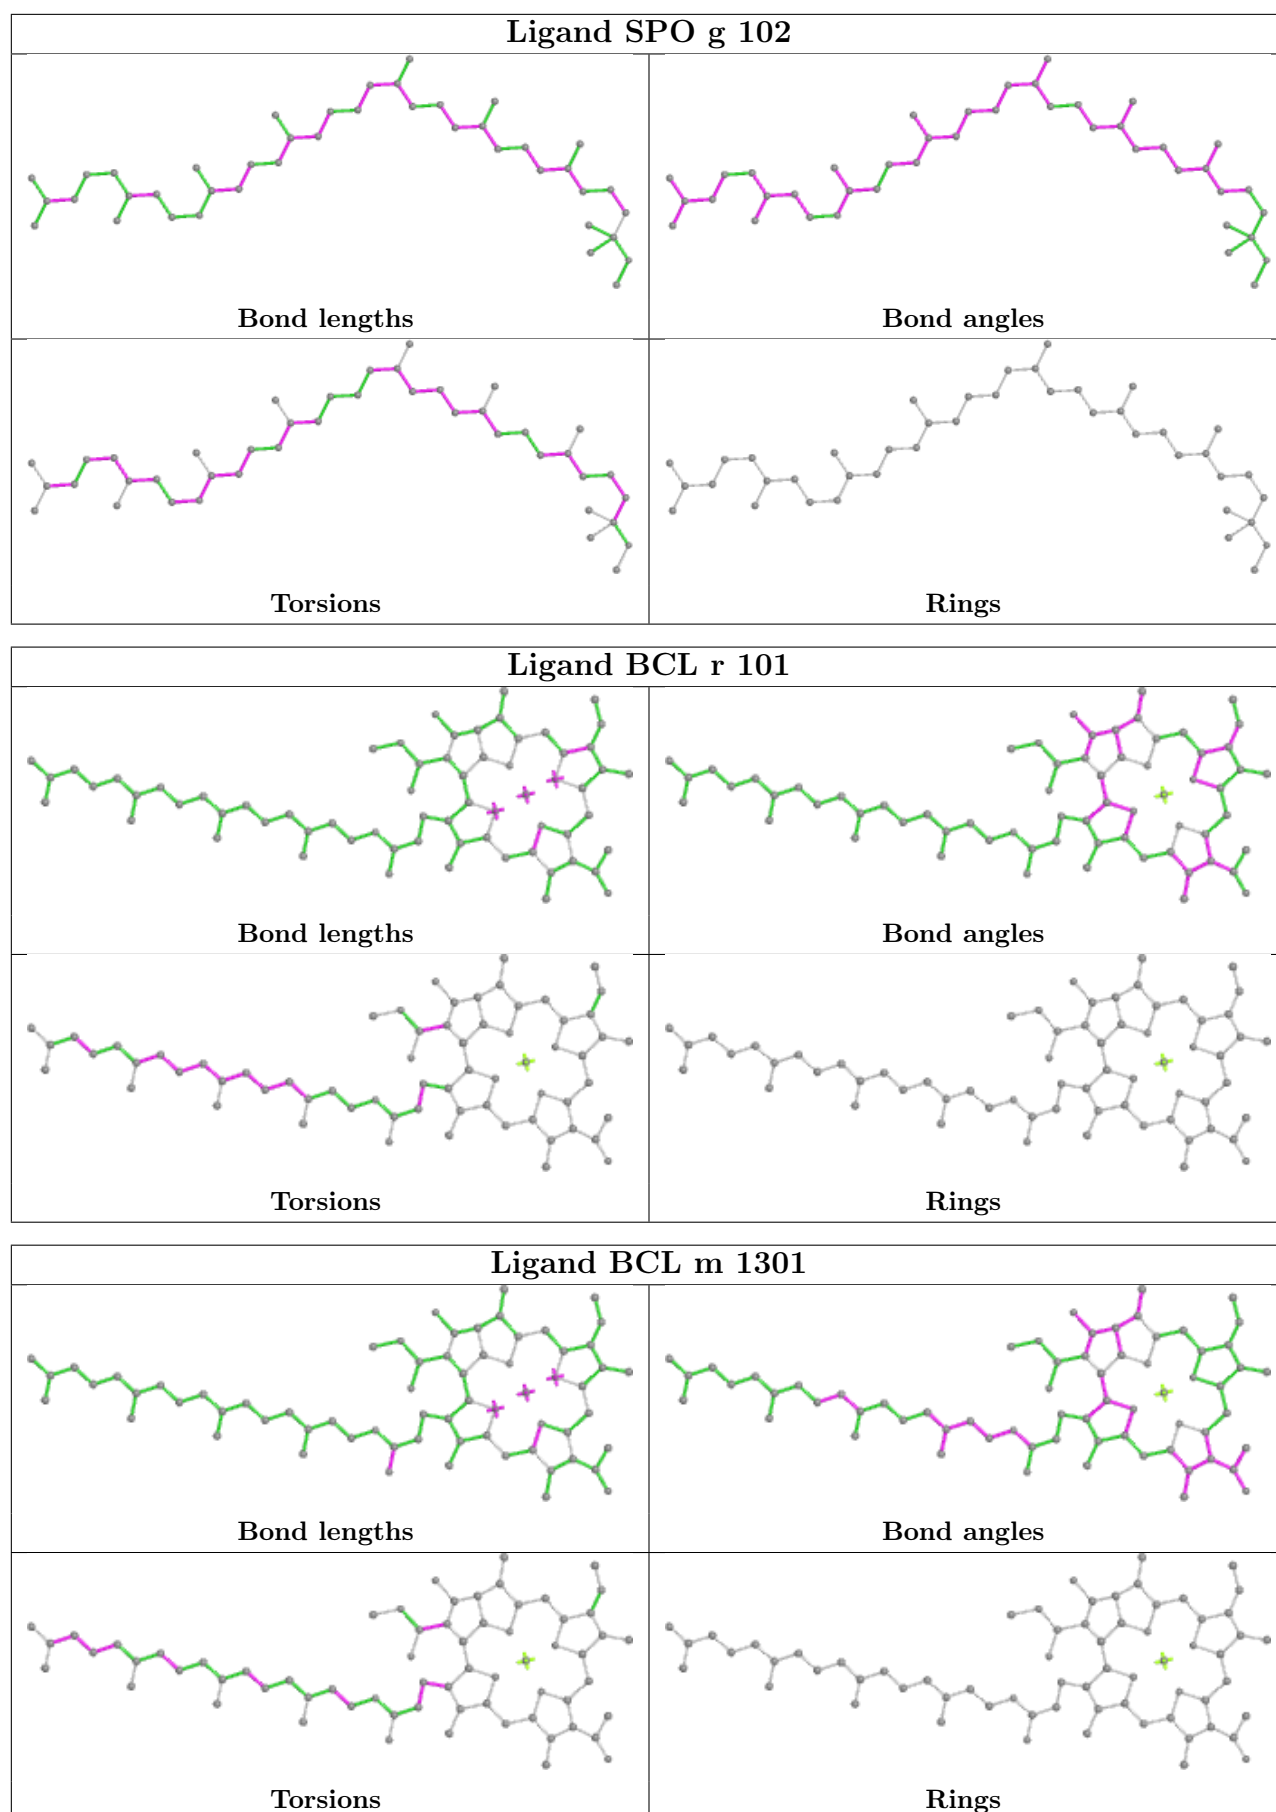 Ligand SPO g 102
Bond lengths
Bond angles
Torsions
Rings
Ligand BCL r 101
Bond lengths
Bond angles
Torsions
Rings
Ligand BCL m 1301
Bond lengths
Bond angles
Torsions
Rings